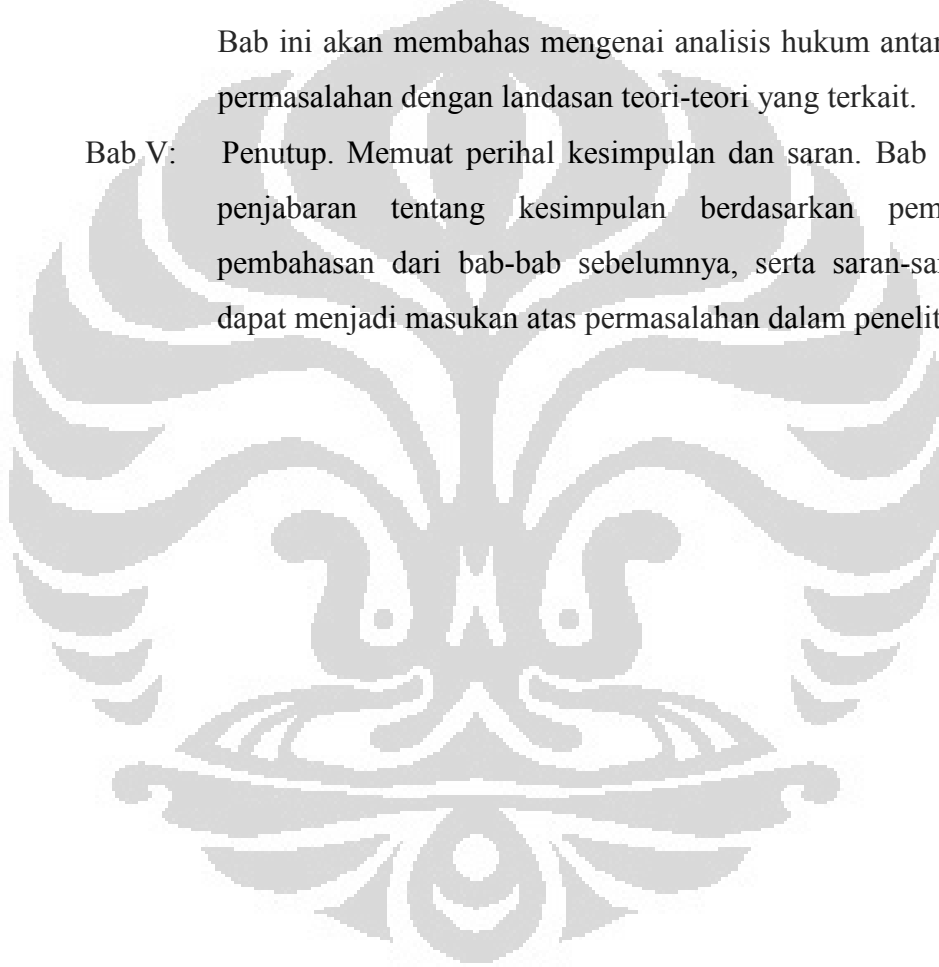 Bab ini akan membahas mengenai analisis hukum antar
permasalahan dengan landasan teori-teori yang terkait.
Bab V: Penutup. Memuat perihal kesimpulan dan saran. Bab
penjabaran tentang kesimpulan berdasarkan pem
pembahasan dari bab-bab sebelumnya, serta saran-sar
dapat menjadi masukan atas permasalahan dalam penelit